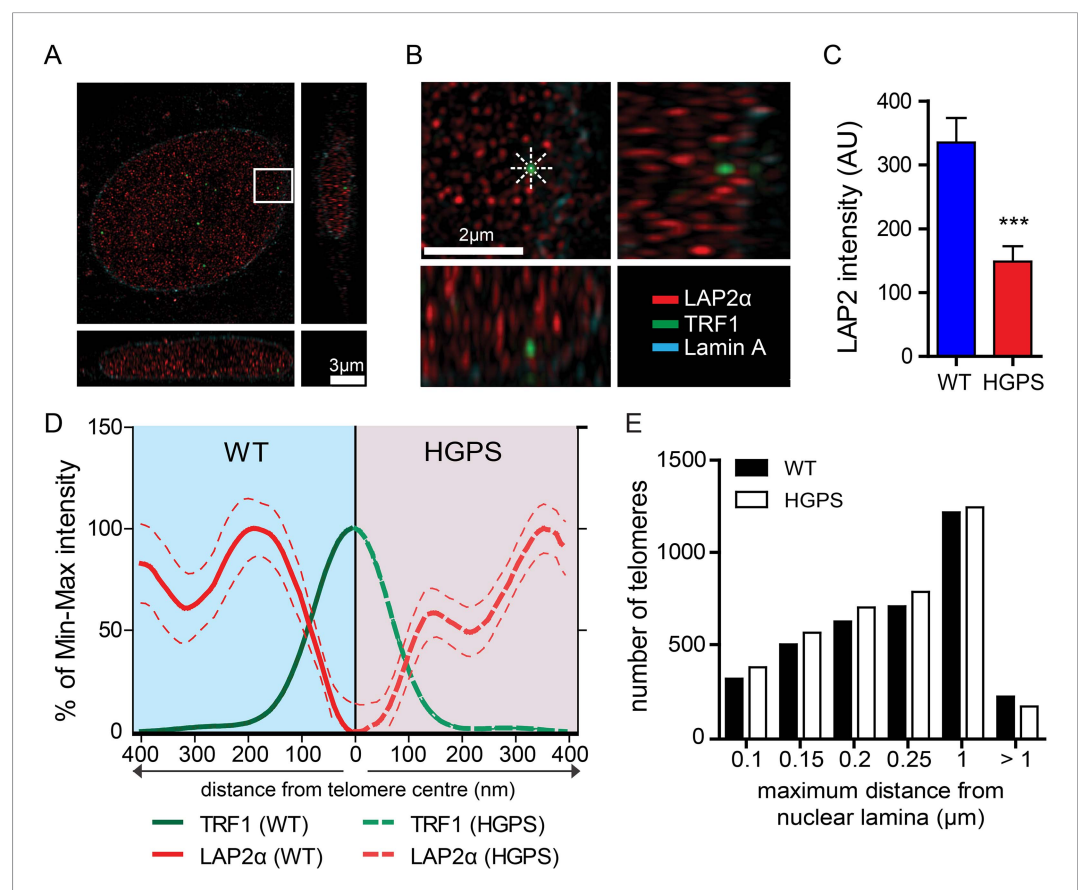 A
3µm
B
2µm
LAP2α
TRF1
Lamin A
C
LAP2 intensity (AU)
400
300
200
100
0
***
WT
HGPS
D
% of Min-Max intensity
150
100
50
0
WT
HGPS
400 300 200 100 0 100 200 300 400
distance from telomere centre (nm)
TRF1 (WT)
TRF1 (HGPS)
LAP2α (WT)
LAP2α (HGPS)
E
number of telomeres
1500
1000
500
0
WT
HGPS
0.1 0.15 0.2 0.25 1 > 1
maximum distance from
nuclear lamina (µm)